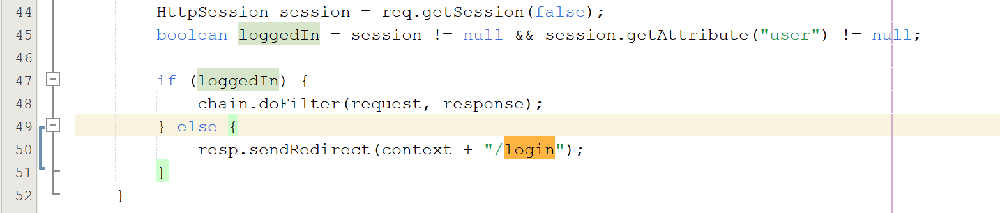 44 HttpSession session = req.getSession(false);
45 boolean loggedIn = session != null && session.getAttribute("user") != null;
46
47 if (loggedIn) {
48 chain.doFilter(request, response);
49 } else {
50 resp.sendRedirect(context + "/login");
51 }
52 }